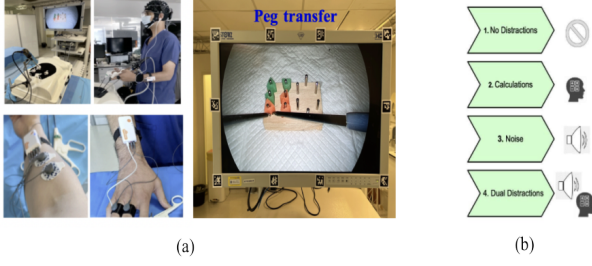 Peg transfer
1. No Distractions
2. Calculations
3. Noise
4. Dual Distractions
(a)
(b)